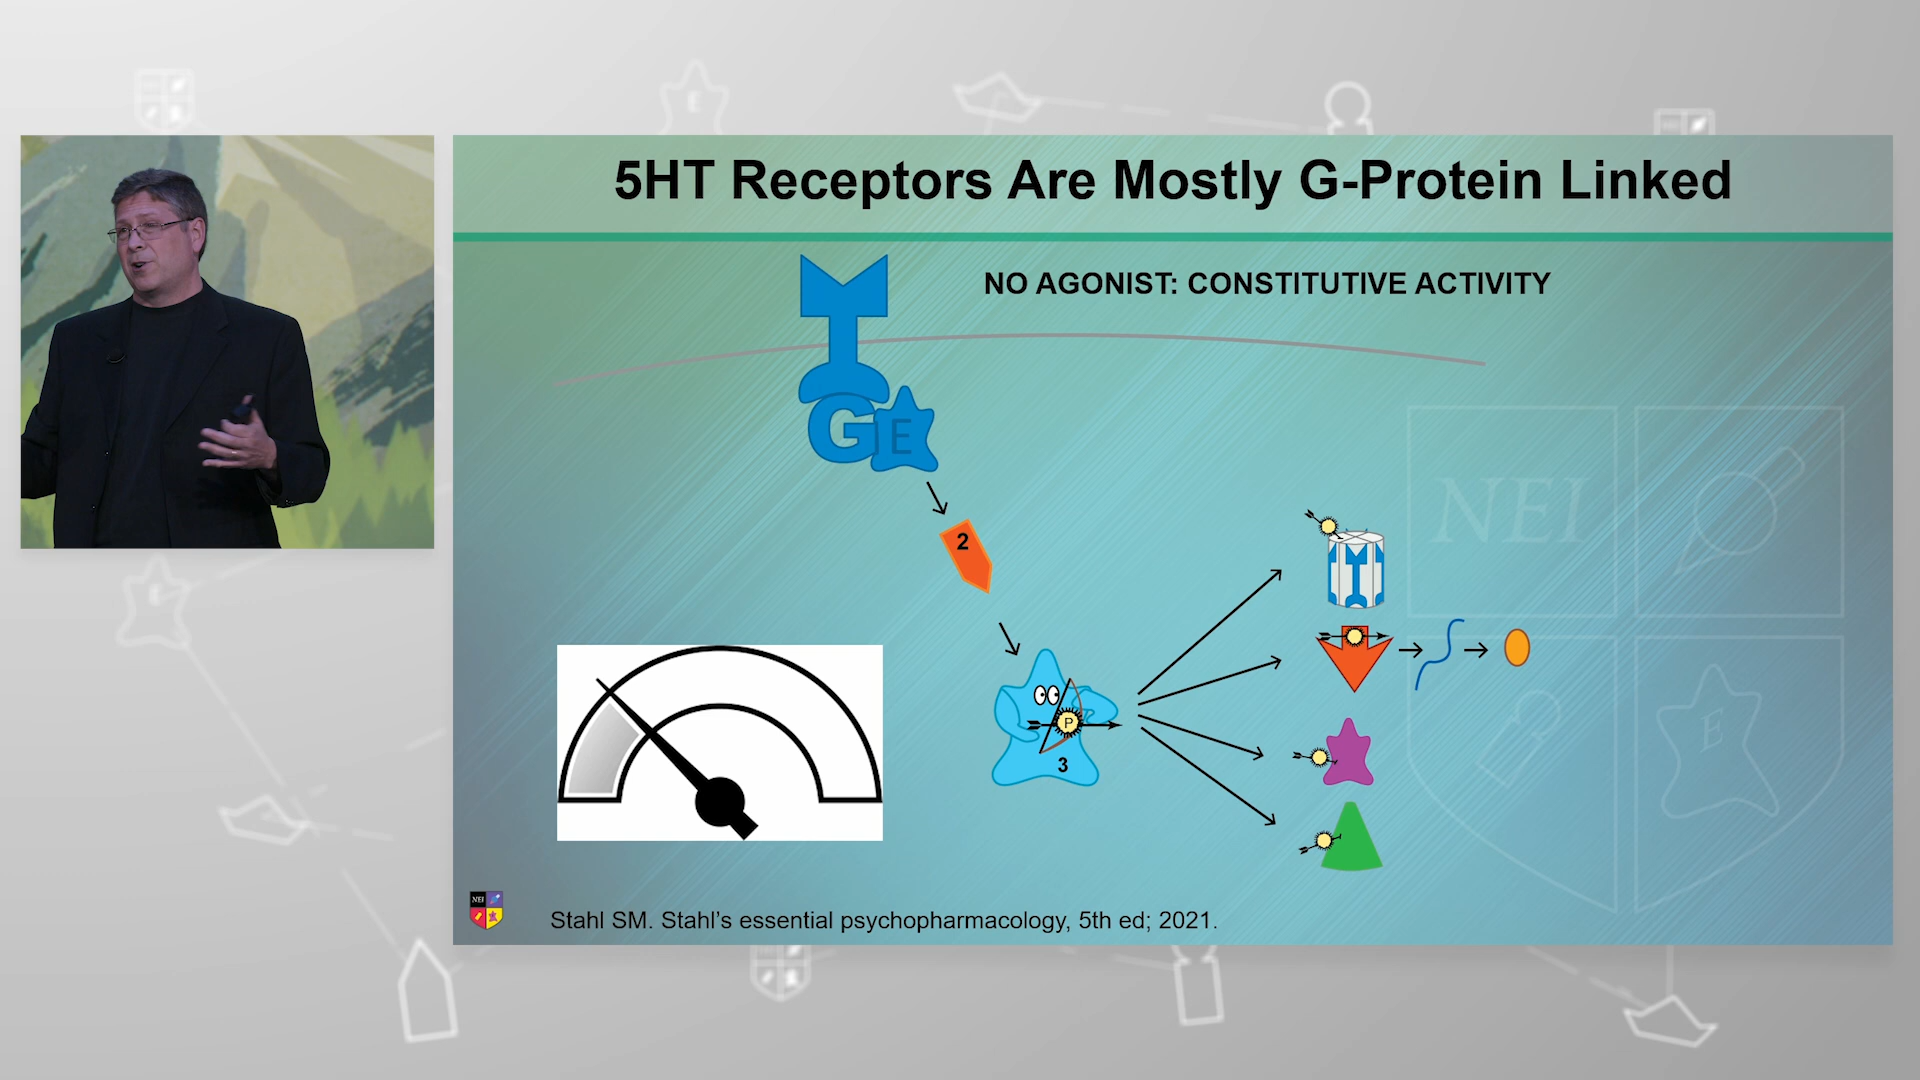 5HT Receptors Are Mostly G-Protein Linked
NO AGONIST: CONSTITUTIVE ACTIVITY
G E
2
P
3
NEI
E
NEI
Stahl SM. Stahl's essential psychopharmacology, 5th ed; 2021.
E
E